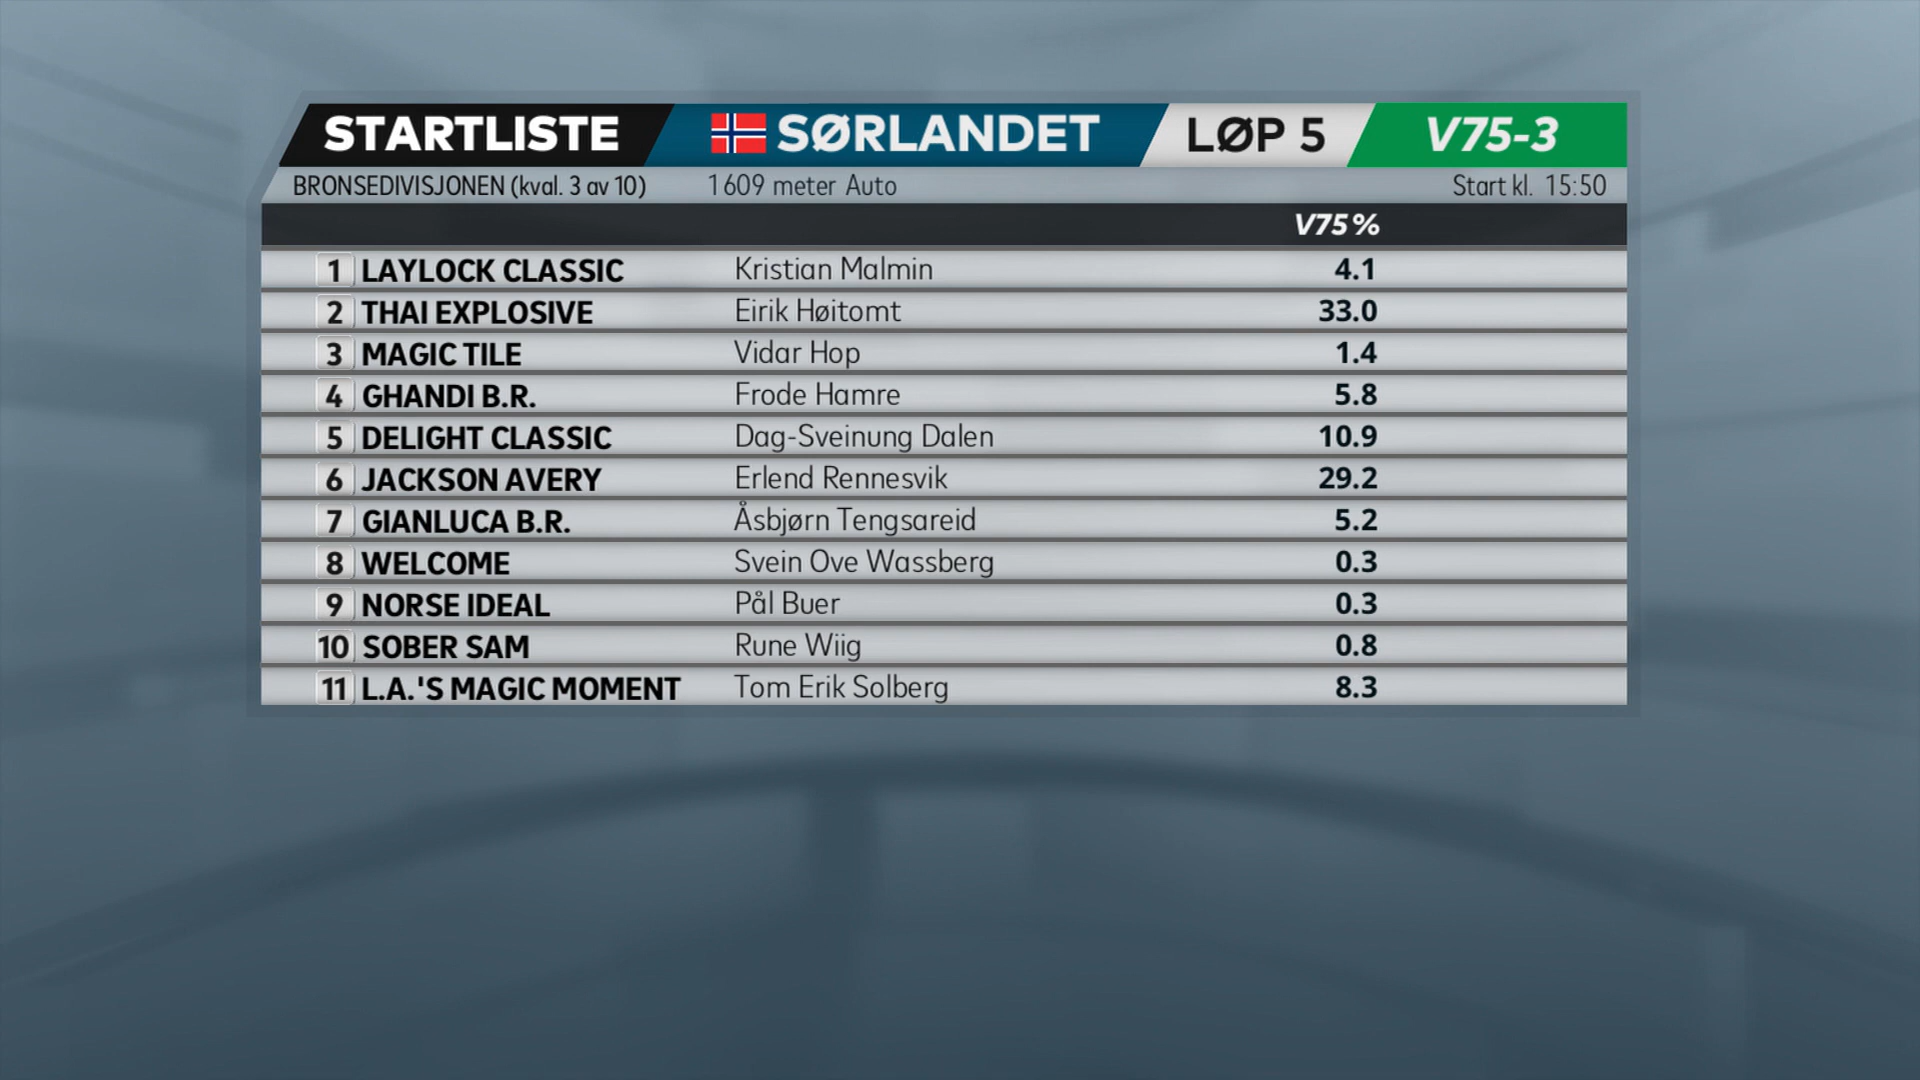 STARTLISTE SØRLANDET LØP 5 V75-3
BRONSEDIVISJONEN (kval. 3 av 10) 1609 meter Auto Start kl. 15:50
V75%
1 LAYLOCK CLASSIC Kristian Malmin 4.1
2 THAI EXPLOSIVE Eirik Høitomt 33.0
3 MAGIC TILE Vidar Hop 1.4
4 GHANDI B.R. Frode Hamre 5.8
5 DELIGHT CLASSIC Dag-Sveinung Dalen 10.9
6 JACKSON AVERY Erlend Rennesvik 29.2
7 GIANLUCA B.R. Åsbjørn Tengsareid 5.2
8 WELCOME Svein Ove Wassberg 0.3
9 NORSE IDEAL Pål Buer 0.3
10 SOBER SAM Rune Wiig 0.8
11 L.A.'S MAGIC MOMENT Tom Erik Solberg 8.3